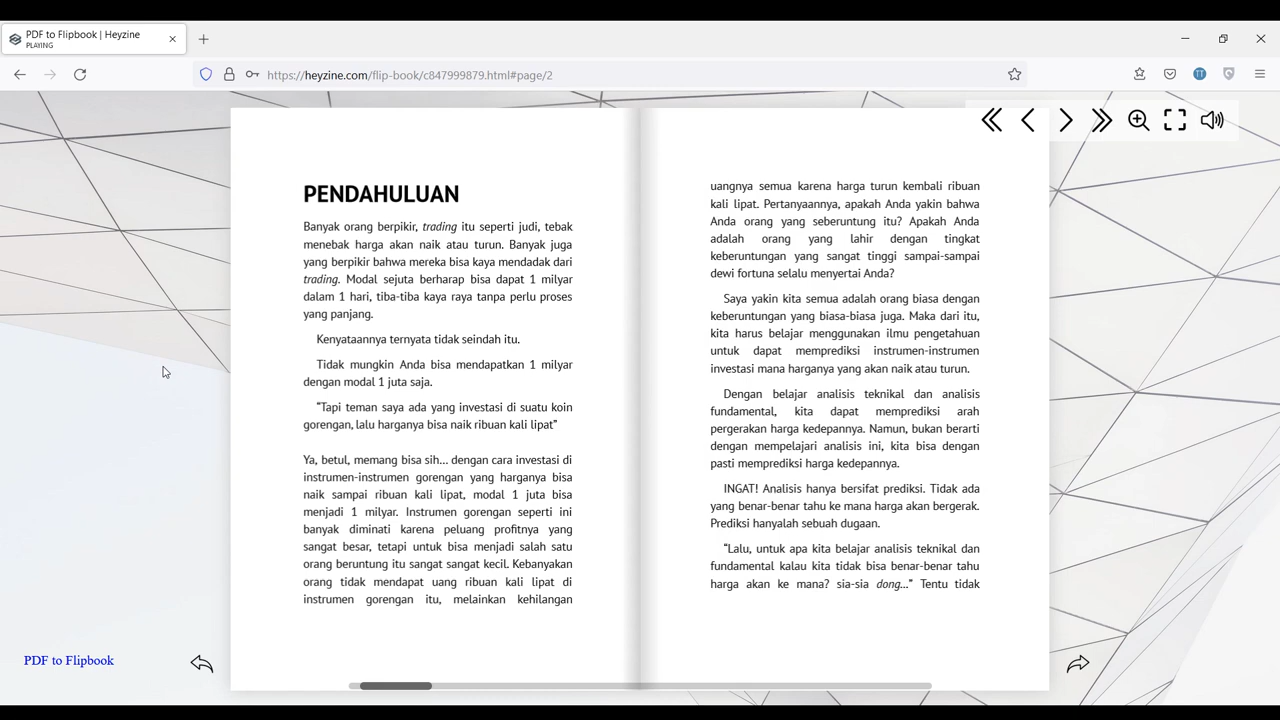 PDF to Flipbook | Heyzine
PLAYING
https://heyzine.com/flip-book/c847999879.html#page/2
TT
PENDAHULUAN
Banyak orang berpikir, trading itu seperti judi, tebak
menebak harga akan naik atau turun. Banyak juga
yang berpikir bahwa mereka bisa kaya mendadak dari
trading. Modal sejuta berharap bisa dapat 1 milyar
dalam 1 hari, tiba-tiba kaya raya tanpa perlu proses
yang panjang.
Kenyataannya ternyata tidak seindah itu.
Tidak mungkin Anda bisa mendapatkan 1 milyar
dengan modal 1 juta saja.
“Tapi teman saya ada yang investasi di suatu koin
gorengan, lalu harganya bisa naik ribuan kali lipat”
Ya, betul, memang bisa sih... dengan cara investasi di
instrumen-instrumen gorengan yang harganya bisa
naik sampai ribuan kali lipat, modal 1 juta bisa
menjadi 1 milyar. Instrumen gorengan seperti ini
banyak diminati karena peluang profitnya yang
sangat besar, tetapi untuk bisa menjadi salah satu
orang beruntung itu sangat sangat kecil. Kebanyakan
orang tidak mendapat uang ribuan kali lipat di
instrumen gorengan itu, melainkan kehilangan
uangnya semua karena harga turun kembali ribuan
kali lipat. Pertanyaannya, apakah Anda yakin bahwa
Anda orang yang seberuntung itu? Apakah Anda
adalah orang yang lahir dengan tingkat
keberuntungan yang sangat tinggi sampai-sampai
dewi fortuna selalu menyertai Anda?
Saya yakin kita semua adalah orang biasa dengan
keberuntungan yang biasa-biasa juga. Maka dari itu,
kita harus belajar menggunakan ilmu pengetahuan
untuk dapat memprediksi instrumen-instrumen
investasi mana harganya yang akan naik atau turun.
Dengan belajar analisis teknikal dan analisis
fundamental, kita dapat memprediksi arah
pergerakan harga kedepannya. Namun, bukan berarti
dengan mempelajari analisis ini, kita bisa dengan
pasti memprediksi harga kedepannya.
INGAT! Analisis hanya bersifat prediksi. Tidak ada
yang benar-benar tahu ke mana harga akan bergerak.
Prediksi hanyalah sebuah dugaan.
“Lalu, untuk apa kita belajar analisis teknikal dan
fundamental kalau kita tidak bisa benar-benar tahu
harga akan ke mana? sia-sia dong...” Tentu tidak
PDF to Flipbook